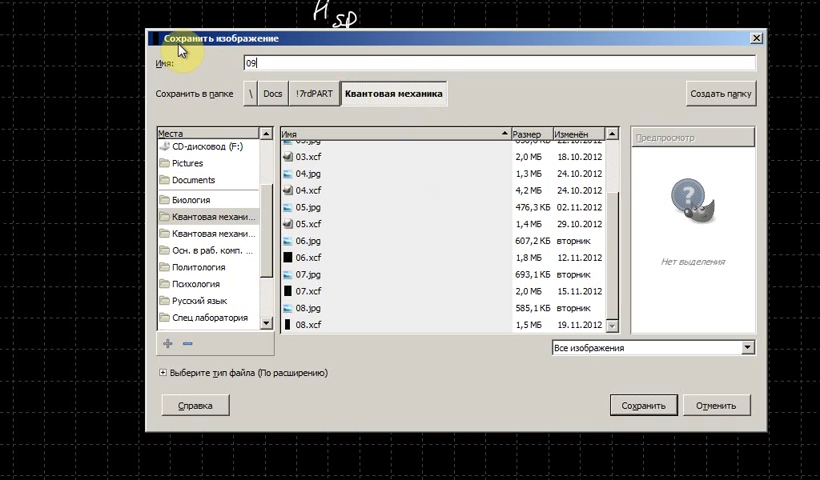 H_SD
Сохранить изображение
Имя: 09
Сохранить в папке \ Docs !7rdPART Квантовая механика Создать папку
Места Имя Размер Изменён Предпросмотр
CD-дисковод (F:)
Pictures
Documents
Биология
Квантовая механи...
Квантовая механи...
Осн. в раб. комп. ...
Политология
Психология
Русский язык
Спец лаборатория
03.xcf 2,0 МБ 18.10.2012
04.jpg 1,3 МБ 24.10.2012
04.xcf 4,2 МБ 24.10.2012
05.jpg 476,3 КБ 02.11.2012
05.xcf 1,4 МБ 29.10.2012
06.jpg 607,2 КБ вторник
06.xcf 1,8 МБ 12.11.2012
07.jpg 693,1 КБ вторник
07.xcf 2,0 МБ 15.11.2012
08.jpg 585,1 КБ вторник
08.xcf 1,5 МБ 19.11.2012
Нет выделения
Все изображения
Выберите тип файла (По расширению)
Справка Сохранить Отменить